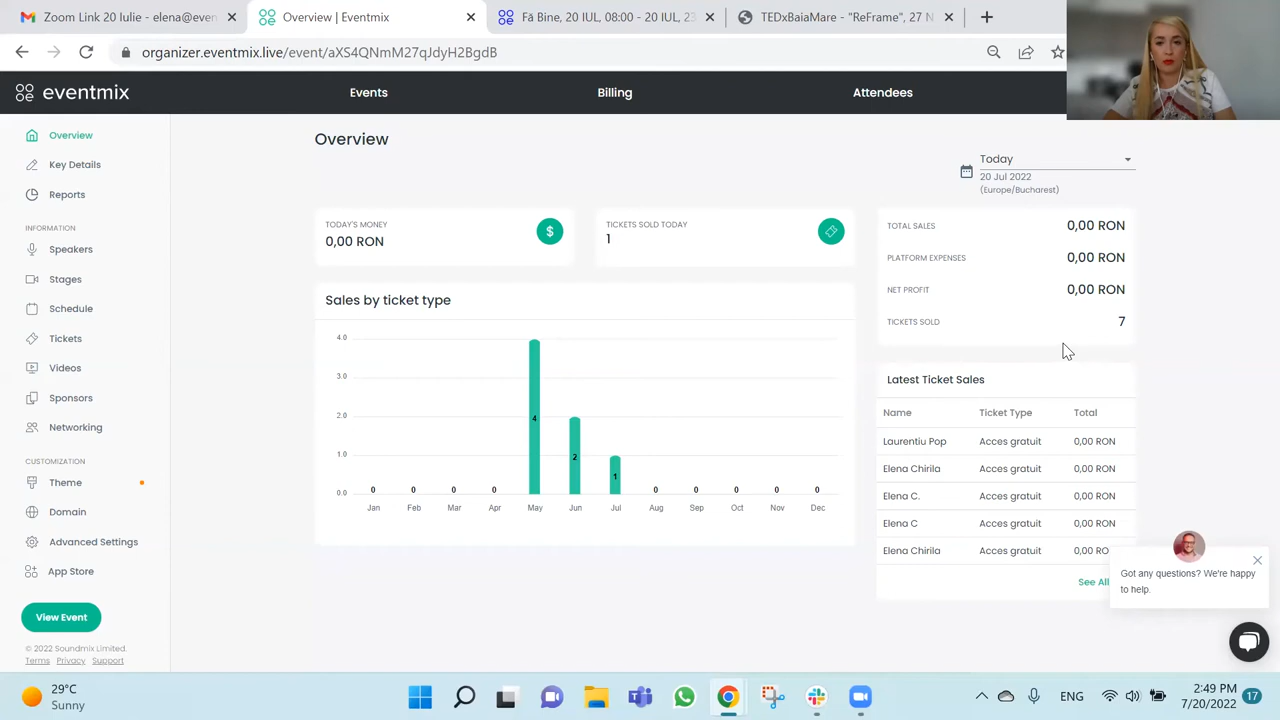 Zoom Link 20 Iulie - elena@even
Overview | Eventmix
Fă Bine, 20 IUL, 08:00 - 20 IUL, 23
TEDxBaiaMare - "ReFrame", 27 N
organizer.eventmix.live/event/aXS4QNmM27qJdyH2BgdB
eventmix
Events
Billing
Attendees
Overview
Key Details
Reports
INFORMATION
Speakers
Stages
Schedule
Tickets
Videos
Sponsors
Networking
CUSTOMIZATION
Theme
Domain
Advanced Settings
App Store
View Event
© 2022 Soundmix Limited.
Terms Privacy Support
Overview
Today
20 Jul 2022
(Europe/Bucharest)
TODAY'S MONEY
0,00 RON
$
TICKETS SOLD TODAY
1
TOTAL SALES 0,00 RON
PLATFORM EXPENSES 0,00 RON
NET PROFIT 0,00 RON
TICKETS SOLD 7
Sales by ticket type
4.0
3.0
2.0
1.0
0.0
0 0 0 0 4 2 1 0 0 0 0 0
Jan Feb Mar Apr May Jun Jul Aug Sep Oct Nov Dec
Latest Ticket Sales
Name Ticket Type Total
Laurentiu Pop Acces gratuit 0,00 RON
Elena Chirila Acces gratuit 0,00 RON
Elena C. Acces gratuit 0,00 RON
Elena C Acces gratuit 0,00 RON
Elena Chirila Acces gratuit 0,00 RO
See All
Got any questions? We're happy
to help.
29°C
Sunny
ENG
2:49 PM
7/20/2022
17